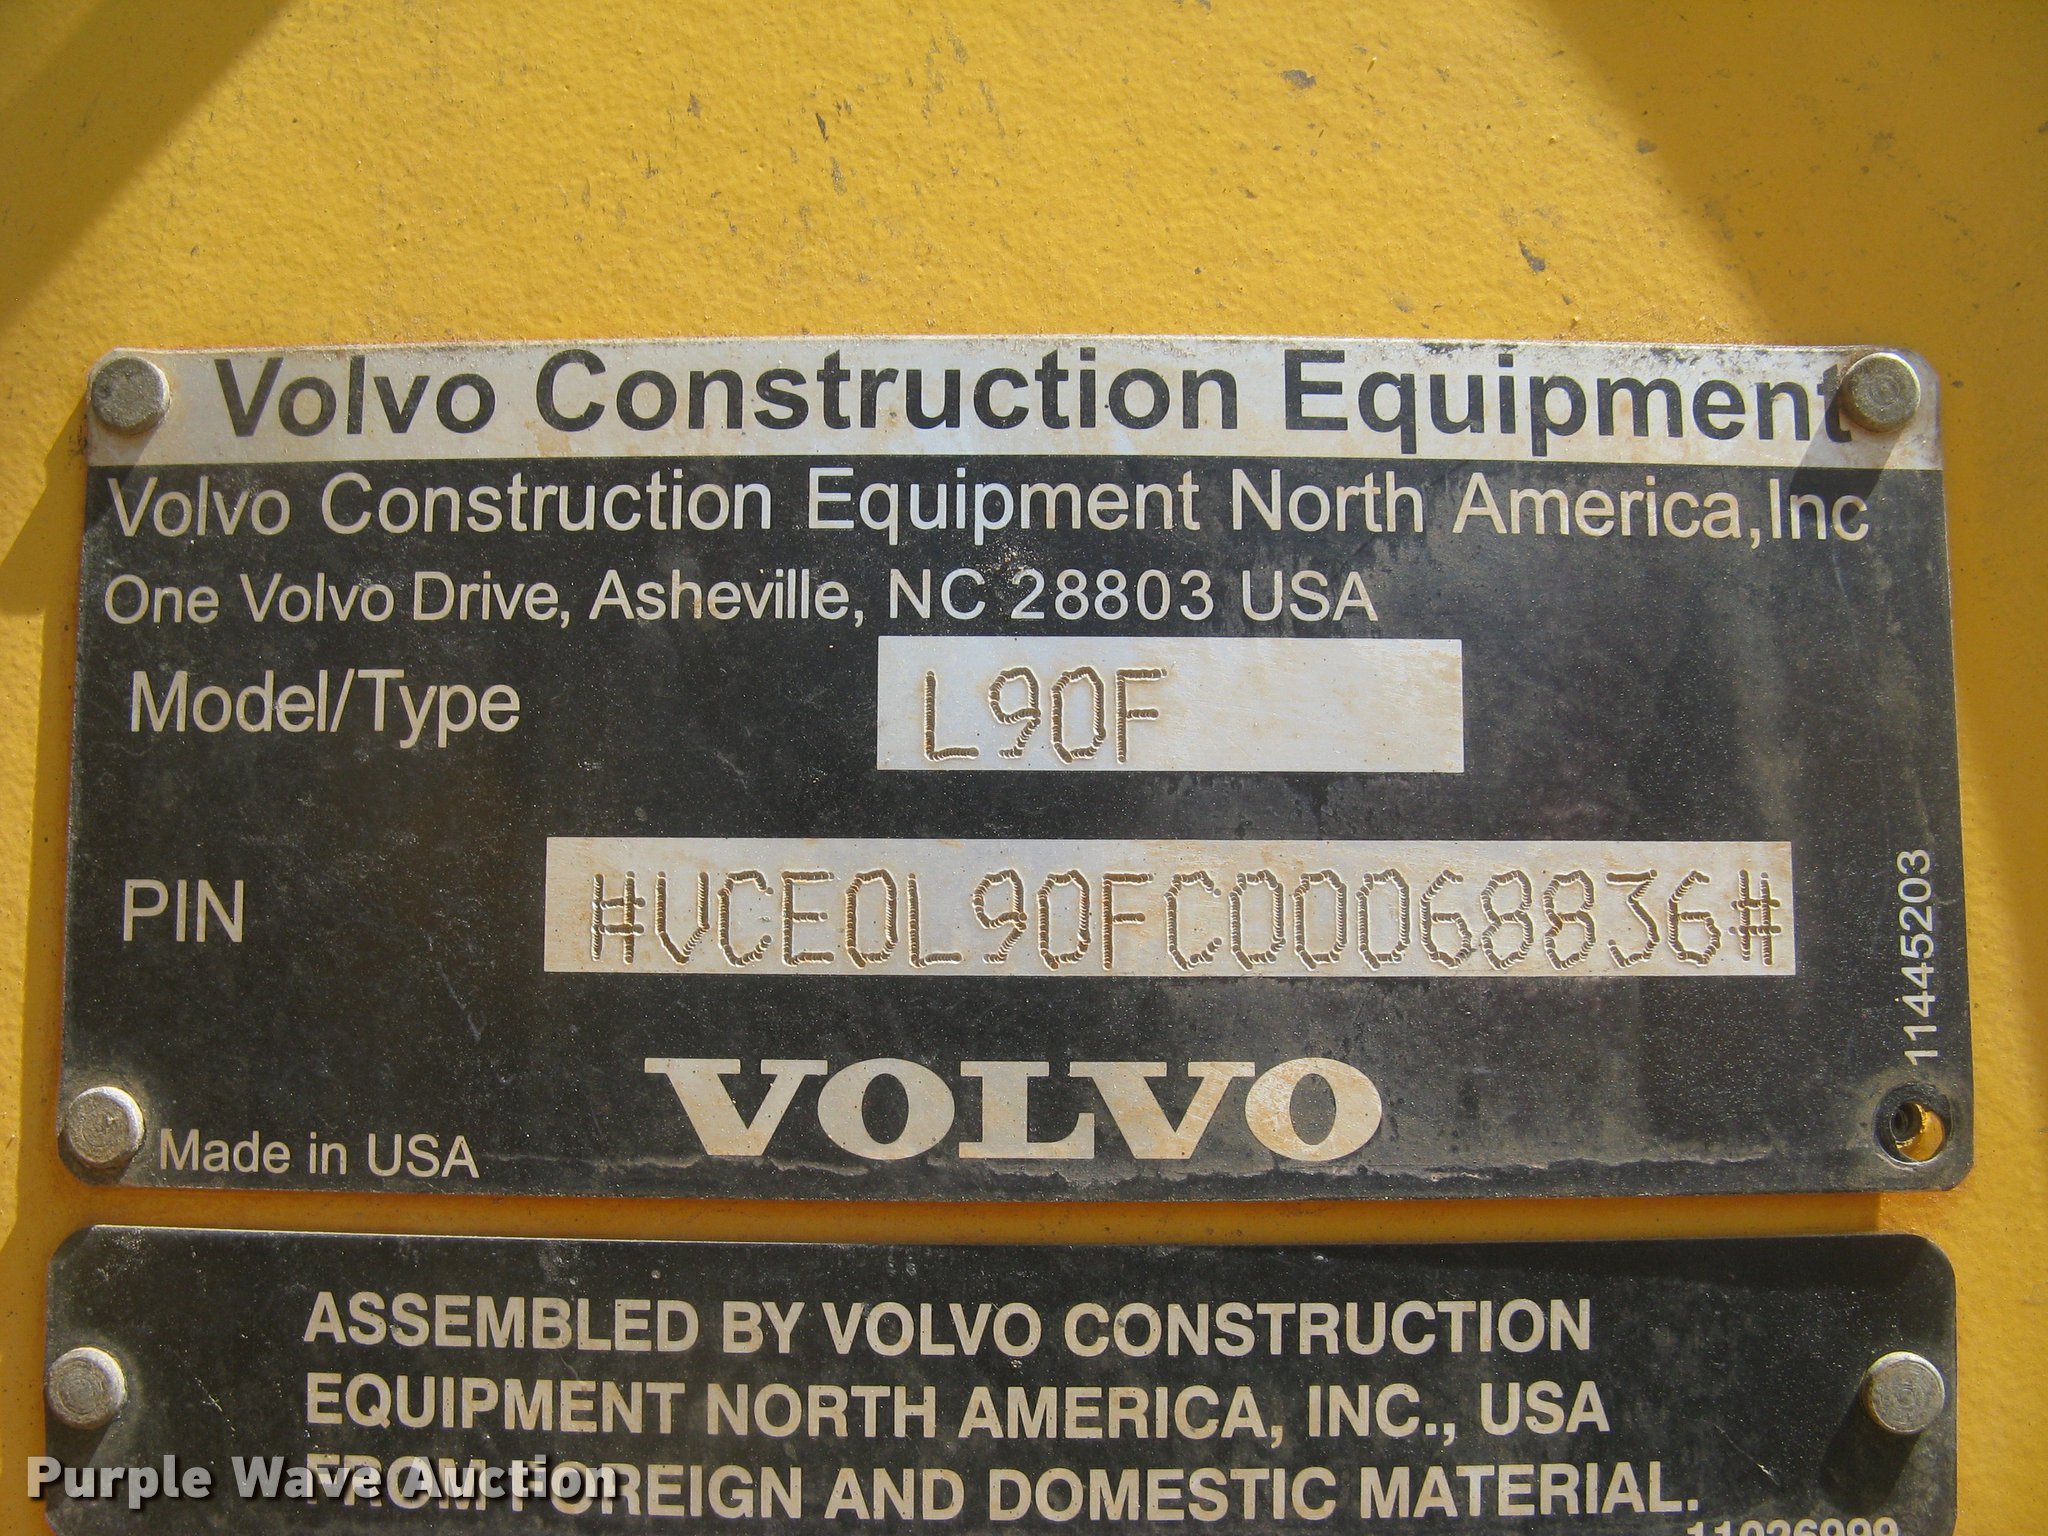 Volvo Construction Equipment
Volvo Construction Equipment North America,Inc
One Volvo Drive, Asheville, NC 28803 USA
Model/Type L90F
PIN #VCE0L90FC00068836#
11445203
VOLVO
Made in USA
ASSEMBLED BY VOLVO CONSTRUCTION
EQUIPMENT NORTH AMERICA, INC., USA
FROM FOREIGN AND DOMESTIC MATERIAL.
Purple Wave Auction